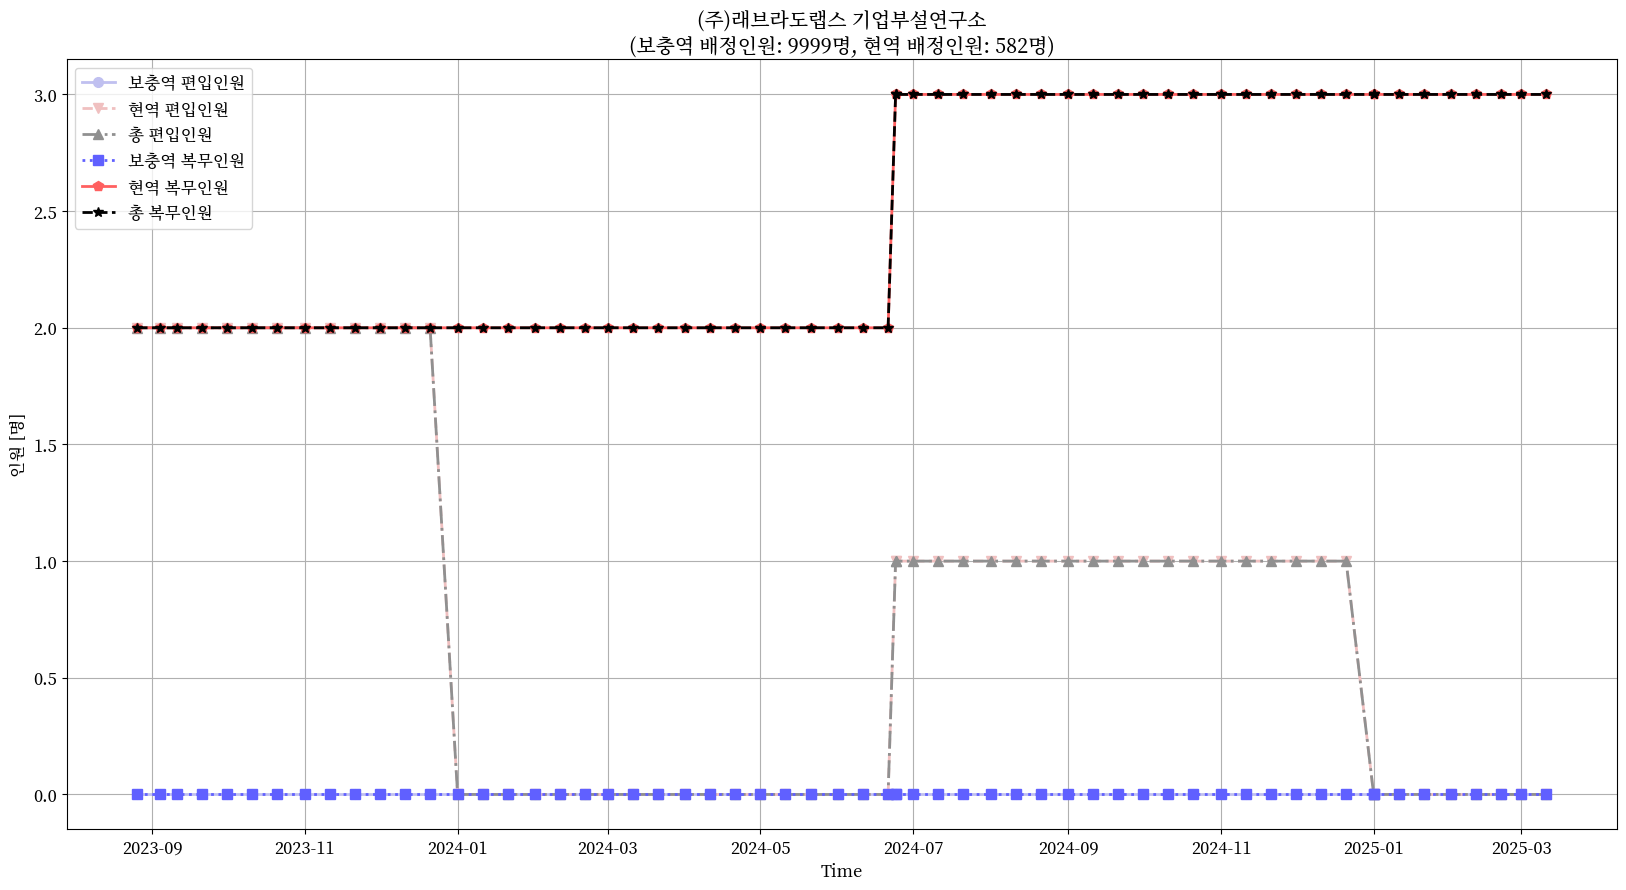 (주)래브라도랩스 기업부설연구소
(보충역 배정인원: 9999명, 현역 배정인원: 582명)
보충역 편입인원
현역 편입인원
총 편입인원
보충역 복무인원
현역 복무인원
총 복무인원
인원 [명]
3.0
2.5
2.0
1.5
1.0
0.5
0.0
2023-09
2023-11
2024-01
2024-03
2024-05
2024-07
2024-09
2024-11
2025-01
2025-03
Time